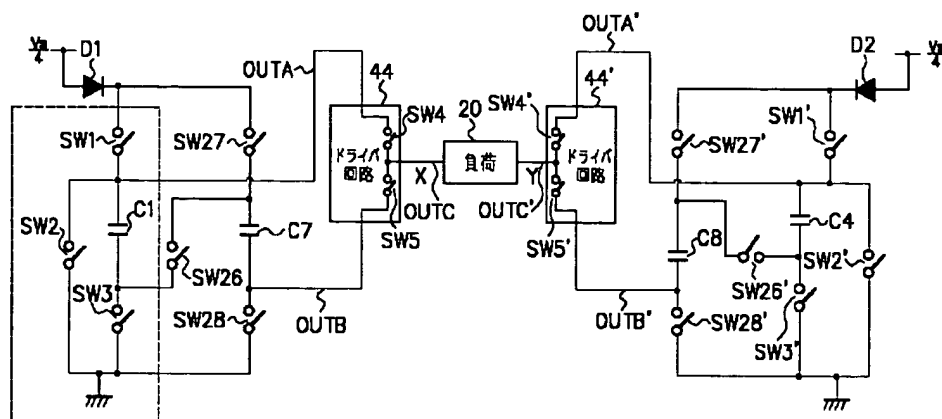 Vs/4
D1
OUTA
44
SW1
SW27
SW4
ドライバ
回路
SW2
C1
C7
X
OUTC
SW5
SW3
SW26
SW28
OUTB
20
負荷
OUTA'
44'
SW4'
ドライバ
回路
Y
OUTC'
SW5'
D2
Vs/4
SW1'
SW27'
C4
C8
SW26'
SW2'
OUTB'
SW28'
SW3'